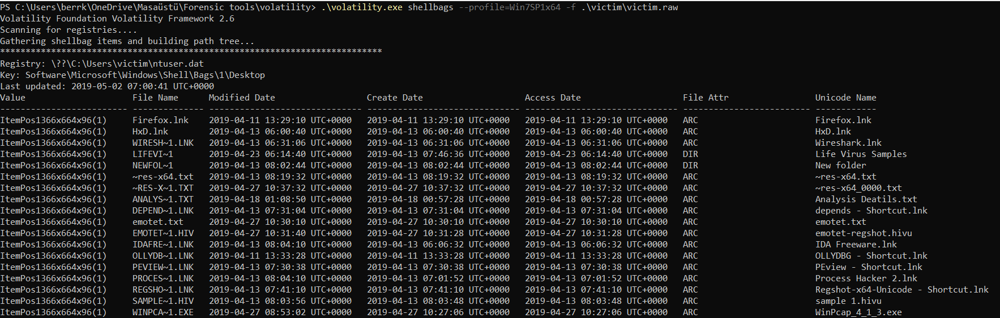 PS C:\Users\berrk\OneDrive\Masaüstü\Forensic tools\volatility> .\volatility.exe shellbags --profile=Win7SP1x64 -f .\victim\victim.raw
Volatility Foundation Volatility Framework 2.6
Scanning for registries....
Gathering shellbag items and building path tree...
***************************************************************************
Registry: \??\C:\Users\victim\ntuser.dat
Key: Software\Microsoft\Windows\Shell\Bags\1\Desktop
Last updated: 2019-05-02 07:00:41 UTC+0000
Value                     File Name      Modified Date                  Create Date                    Access Date                    File Attr                 Unicode Name
------------------------- -------------- ------------------------------ ------------------------------ ------------------------------ ------------------------- ------------
ItemPos1366x664x96(1)     Firefox.lnk    2019-04-11 13:29:10 UTC+0000   2019-04-11 13:29:10 UTC+0000   2019-04-11 13:29:10 UTC+0000   ARC                       Firefox.lnk
ItemPos1366x664x96(1)     HxD.lnk        2019-04-13 06:00:40 UTC+0000   2019-04-13 06:00:40 UTC+0000   2019-04-13 06:00:40 UTC+0000   ARC                       HxD.lnk
ItemPos1366x664x96(1)     WIRESH~1.LNK   2019-04-13 06:31:06 UTC+0000   2019-04-13 06:31:06 UTC+0000   2019-04-13 06:31:06 UTC+0000   ARC                       Wireshark.lnk
ItemPos1366x664x96(1)     LIFEVI~1       2019-04-23 06:14:40 UTC+0000   2019-04-13 07:46:36 UTC+0000   2019-04-23 06:14:40 UTC+0000   DIR                       Life Virus Samples
ItemPos1366x664x96(1)     NEWFOL~1       2019-04-13 08:02:44 UTC+0000   2019-04-13 08:02:44 UTC+0000   2019-04-13 08:02:44 UTC+0000   DIR                       New folder
ItemPos1366x664x96(1)     ~res-x64.txt   2019-04-13 08:19:32 UTC+0000   2019-04-13 08:19:32 UTC+0000   2019-04-13 08:19:32 UTC+0000   ARC                       ~res-x64.txt
ItemPos1366x664x96(1)     ~RES-X~1.TXT   2019-04-27 10:37:32 UTC+0000   2019-04-27 10:37:32 UTC+0000   2019-04-27 10:37:32 UTC+0000   ARC                       ~res-x64_0000.txt
ItemPos1366x664x96(1)     ANALYS~1.TXT   2019-04-18 01:08:50 UTC+0000   2019-04-18 00:57:28 UTC+0000   2019-04-18 00:57:28 UTC+0000   ARC                       Analysis Deatils.txt
ItemPos1366x664x96(1)     DEPEND~1.LNK   2019-04-13 07:31:04 UTC+0000   2019-04-13 07:31:04 UTC+0000   2019-04-13 07:31:04 UTC+0000   ARC                       depends - Shortcut.lnk
ItemPos1366x664x96(1)     emotet.txt     2019-04-27 10:30:10 UTC+0000   2019-04-27 10:30:10 UTC+0000   2019-04-27 10:30:10 UTC+0000   ARC                       emotet.txt
ItemPos1366x664x96(1)     EMOTET~1.HIV   2019-04-27 10:31:40 UTC+0000   2019-04-27 10:31:28 UTC+0000   2019-04-27 10:31:28 UTC+0000   ARC                       emotet-regshot.hivu
ItemPos1366x664x96(1)     IDAFRE~1.LNK   2019-04-13 08:04:10 UTC+0000   2019-04-13 06:06:32 UTC+0000   2019-04-13 06:06:32 UTC+0000   ARC                       IDA Freeware.lnk
ItemPos1366x664x96(1)     OLLYDB~1.LNK   2019-04-11 13:33:28 UTC+0000   2019-04-11 13:33:28 UTC+0000   2019-04-11 13:33:28 UTC+0000   ARC                       OLLYDBG - Shortcut.lnk
ItemPos1366x664x96(1)     PEVIEW~1.LNK   2019-04-13 07:30:38 UTC+0000   2019-04-13 07:30:38 UTC+0000   2019-04-13 07:30:38 UTC+0000   ARC                       PEview - Shortcut.lnk
ItemPos1366x664x96(1)     PROCES~1.LNK   2019-04-13 08:04:10 UTC+0000   2019-04-13 07:01:52 UTC+0000   2019-04-13 07:01:52 UTC+0000   ARC                       Process Hacker 2.lnk
ItemPos1366x664x96(1)     REGSHO~1.LNK   2019-04-13 07:41:10 UTC+0000   2019-04-13 07:41:10 UTC+0000   2019-04-13 07:41:10 UTC+0000   ARC                       Regshot-x64-Unicode - Shortcut.lnk
ItemPos1366x664x96(1)     SAMPLE~1.HIV   2019-04-13 08:03:56 UTC+0000   2019-04-13 08:03:48 UTC+0000   2019-04-13 08:03:48 UTC+0000   ARC                       sample 1.hivu
ItemPos1366x664x96(1)     WINPCA~1.EXE   2019-04-27 08:53:02 UTC+0000   2019-04-27 10:27:06 UTC+0000   2019-04-27 10:27:06 UTC+0000   ARC                       WinPcap_4_1_3.exe